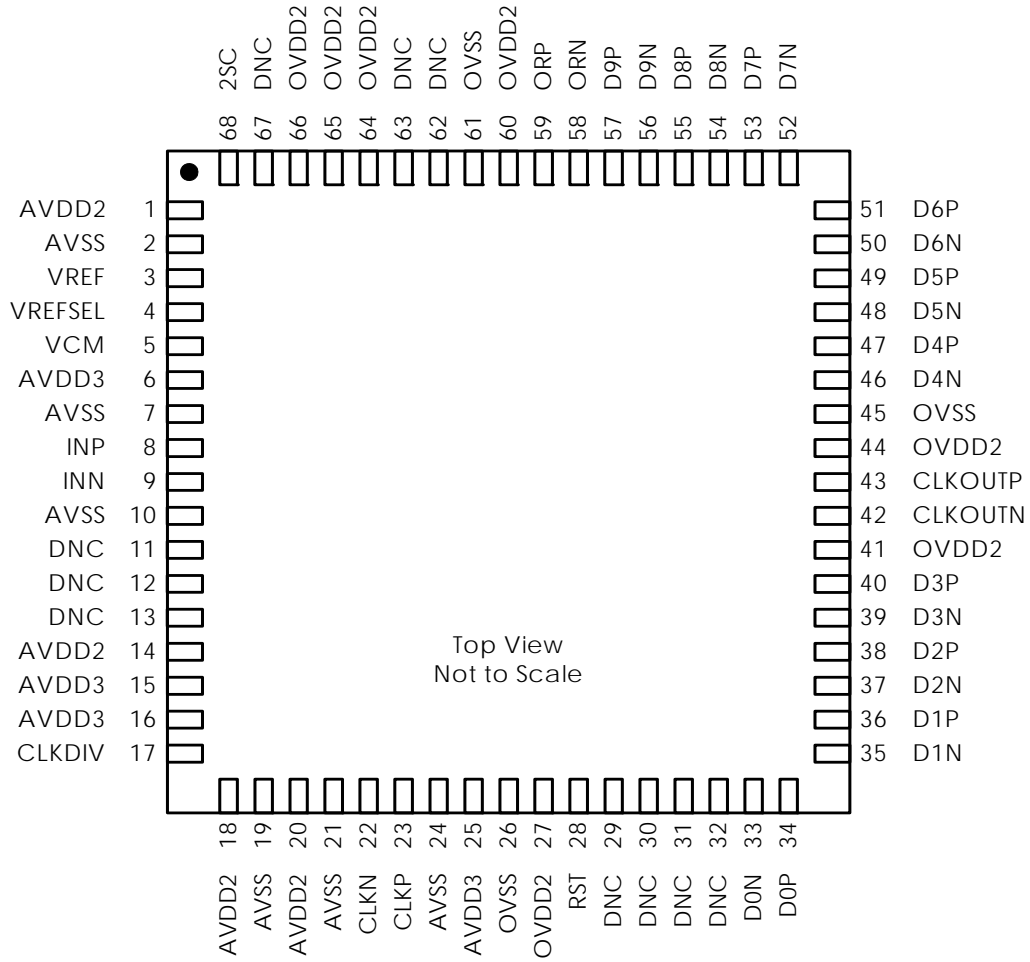 2SC DNC OVDD2 OVDD2 OVDD2 DNC DNC OVSS OVDD2 ORP ORN D9P D9N D8P D8N D7P D7N
68 67 66 65 64 63 62 61 60 59 58 57 56 55 54 53 52
AVDD2 1 51 D6P
AVSS 2 50 D6N
VREF 3 49 D5P
VREFSEL 4 48 D5N
VCM 5 47 D4P
AVDD3 6 46 D4N
AVSS 7 45 OVSS
INP 8 44 OVDD2
INN 9 43 CLKOUTP
AVSS 10 42 CLKOUTN
DNC 11 41 OVDD2
DNC 12 40 D3P
DNC 13 39 D3N
AVDD2 14 38 D2P
AVDD3 15 37 D2N
AVDD3 16 36 D1P
CLKDIV 17 35 D1N
Top View
Not to Scale
18 19 20 21 22 23 24 25 26 27 28 29 30 31 32 33 34
AVDD2 AVSS AVDD2 AVSS CLKN CLKP AVSS AVDD3 OVSS OVDD2 RST DNC DNC DNC DNC D0N D0P